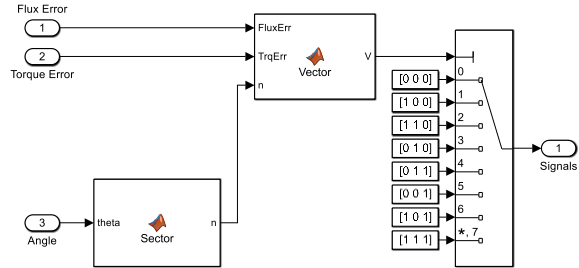 Flux Error
1
FluxErr
2
TrqErr
V
Torque Error
Vector
n
[0 0 0]
0
[1 0 0]
1
[1 1 0]
2
[0 1 0]
3
1
[0 1 1]
4
Signals
[0 0 1]
5
[1 0 1]
6
[1 1 1]
*, 7
3
theta
n
Angle
Sector